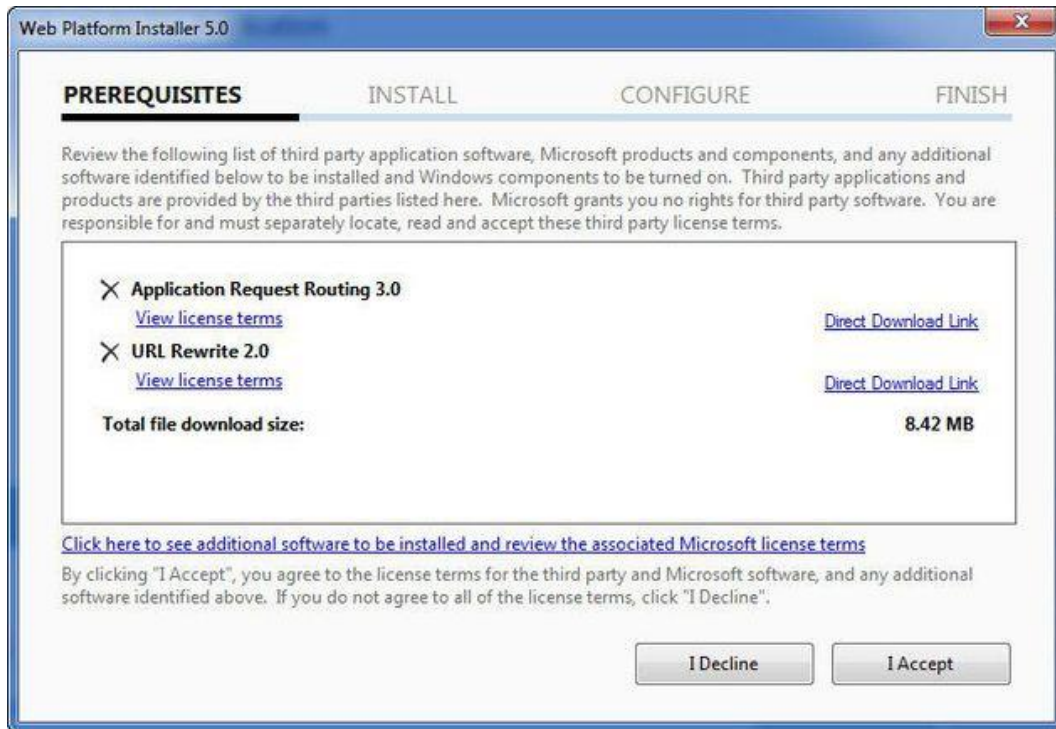 Web Platform Installer 5.0
PREREQUISITES INSTALL CONFIGURE FINISH
Review the following list of third party application software, Microsoft products and components, and any additional
software identified below to be installed and Windows components to be turned on. Third party applications and
products are provided by the third parties listed here. Microsoft grants you no rights for third party software. You are
responsible for and must separately locate, read and accept these third party license terms.
Application Request Routing 3.0
View license terms Direct Download Link
URL Rewrite 2.0
View license terms Direct Download Link
Total file download size: 8.42 MB
Click here to see additional software to be installed and review the associated Microsoft license terms
By clicking "I Accept", you agree to the license terms for the third party and Microsoft software, and any additional
software identified above. If you do not agree to all of the license terms, click "I Decline".
I Decline I Accept